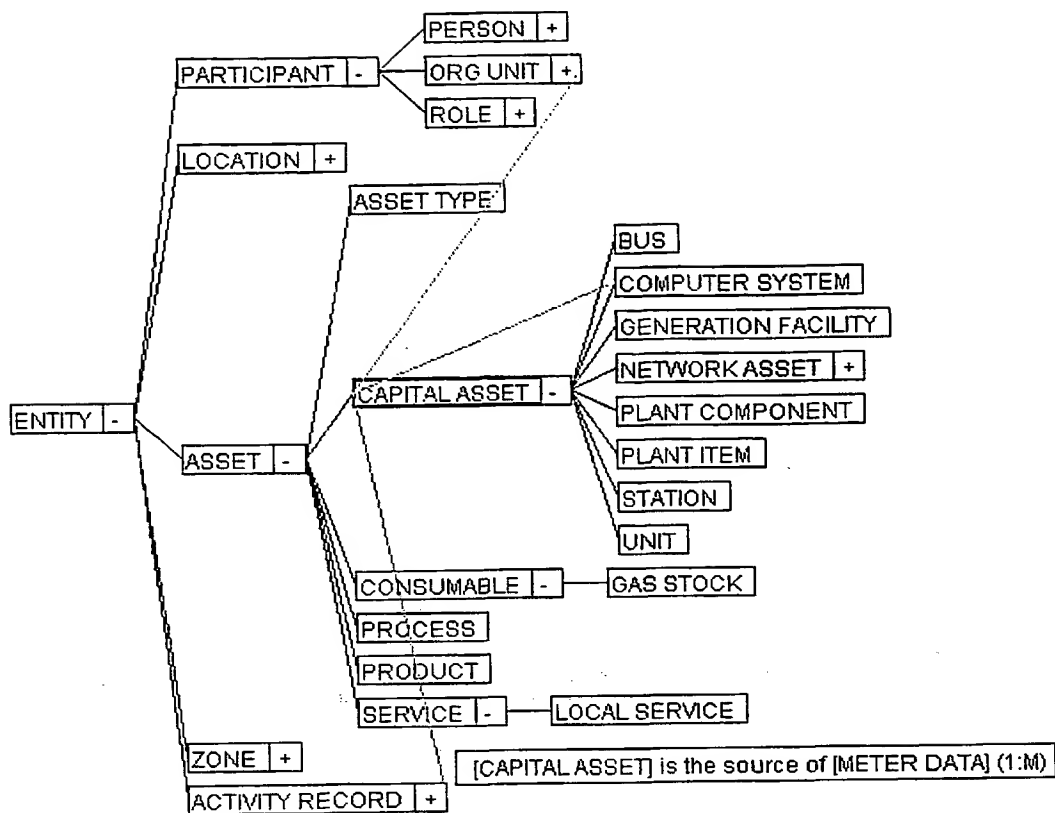 PERSON +
PARTICIPANT -
ORG UNIT +
ROLE +
LOCATION +
ASSET TYPE
BUS
COMPUTER SYSTEM
GENERATION FACILITY
NETWORK ASSET +
CAPITAL ASSET -
PLANT COMPONENT
ENTITY -
ASSET -
PLANT ITEM
STATION
UNIT
CONSUMABLE -
GAS STOCK
PROCESS
PRODUCT
SERVICE -
LOCAL SERVICE
ZONE +
[CAPITAL ASSET] is the source of [METER DATA] (1:M)
ACTIVITY RECORD +